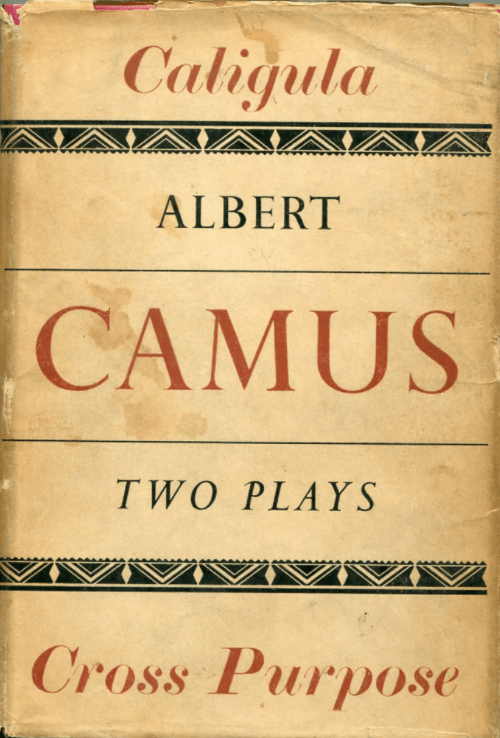 Caligula
ALBERT
CAMUS
TWO PLAYS
Cross Purpose